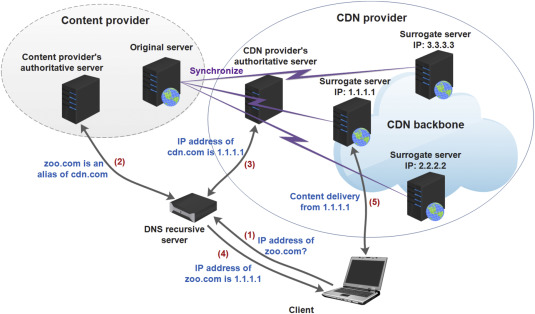 Content provider
CDN provider
Original server
Content provider's
authoritative server
CDN provider's
authoritative server
Surrogate server
IP: 3.3.3.3
Synchronize
Surrogate server
IP: 1.1.1.1
CDN backbone
IP address of
cdn.com is 1.1.1.1
(2)
zoo.com is an
alias of cdn.com
(3)
Surrogate server
IP: 2.2.2.2
Content delivery
from 1.1.1.1
(5)
DNS recursive
server
(1)
IP address of
zoo.com?
(4)
IP address of
zoo.com is 1.1.1.1
Client